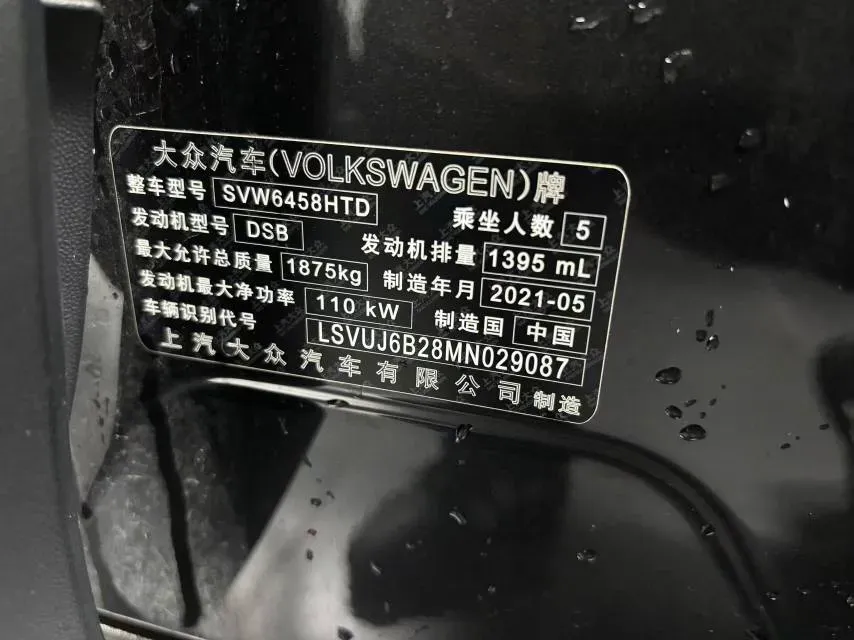 大众汽车(VOLKSWAGEN)牌
整车型号 SVW6458HTD 乘坐人数 5
发动机型号 DSB 发动机排量 1395 mL
最大允许总质量 1875kg 制造年月 2021-05
发动机最大净功率 110 kW 制造国 中国
车辆识别代号 LSVUJ6B28MN029087
上汽大众汽车有限公司 制造